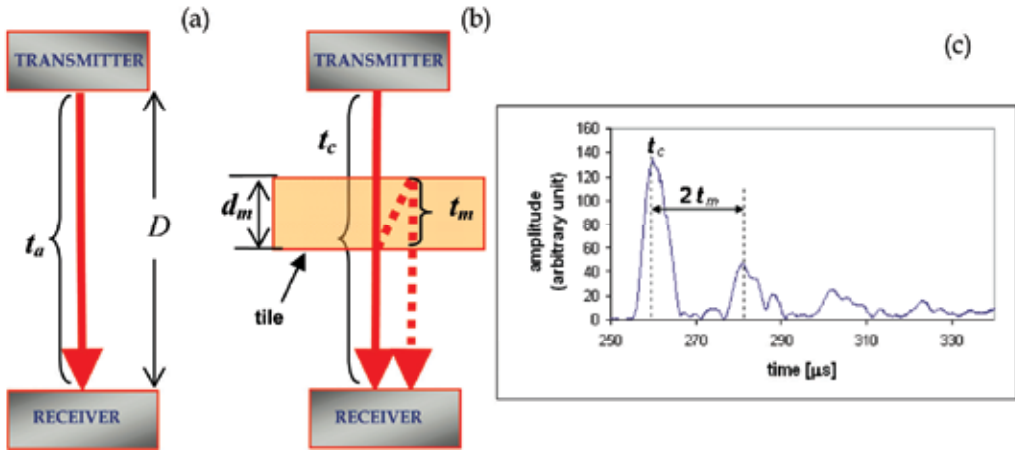 (a)
TRANSMITTER
t_a
D
RECEIVER
(b)
TRANSMITTER
t_c
d_m
t_m
tile
RECEIVER
(c)
amplitude
(arbitrary unit)
160
140
120
100
80
60
40
20
0
t_c
2 t_m
250 270 290 310 330
time [µs]